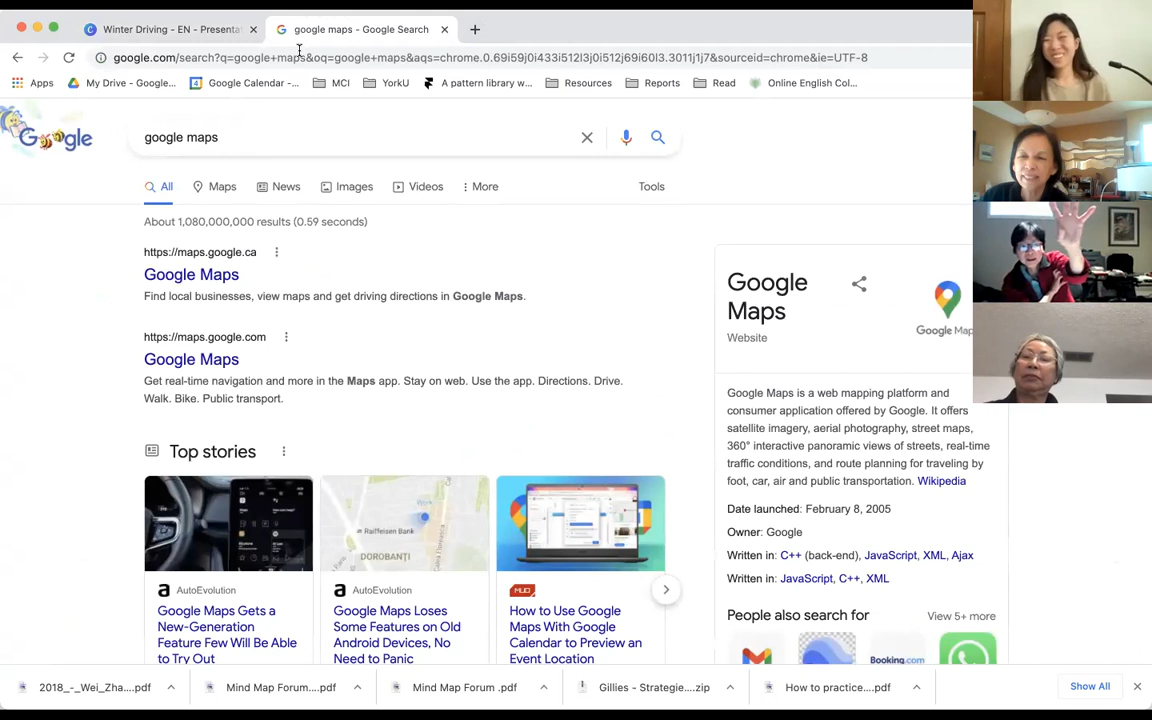 Winter Driving - EN - Presenta
google maps - Google Search
google.com/search?q=google+maps&oq=google+maps&aqs=chrome.0.69i59j0i433i512l3j0i512j69i60l3.3011j1j7&sourceid=chrome&ie=UTF-8
Apps
My Drive - Google...
Google Calendar -...
MCI
YorkU
A pattern library w...
Resources
Reports
Read
Online English Col...
Google
google maps
All
Maps
News
Images
Videos
More
Tools
About 1,080,000,000 results (0.59 seconds)
https://maps.google.ca
Google Maps
Find local businesses, view maps and get driving directions in Google Maps.
https://maps.google.com
Google Maps
Get real-time navigation and more in the Maps app. Stay on web. Use the app. Directions. Drive.
Walk. Bike. Public transport.
Top stories
Work
Raiffeisen Bank
DOROBANȚI
AutoEvolution
Google Maps Gets a
New-Generation
Feature Few Will Be Able
to Try Out
AutoEvolution
Google Maps Loses
Some Features on Old
Android Devices, No
Need to Panic
MUO
How to Use Google
Maps With Google
Calendar to Preview an
Event Location
Google
Maps
Website
Google Map
Google Maps is a web mapping platform and
consumer application offered by Google. It offers
satellite imagery, aerial photography, street maps,
360° interactive panoramic views of streets, real-time
traffic conditions, and route planning for traveling by
foot, car, air and public transportation. Wikipedia
Date launched: February 8, 2005
Owner: Google
Written in: C++ (back-end), JavaScript, XML, Ajax
Written in: JavaScript, C++, XML
People also search for
View 5+ more
Booking.com
2018_-_Wei_Zha....pdf
Mind Map Forum....pdf
Mind Map Forum .pdf
Gillies - Strategie....zip
How to practice....pdf
Show All